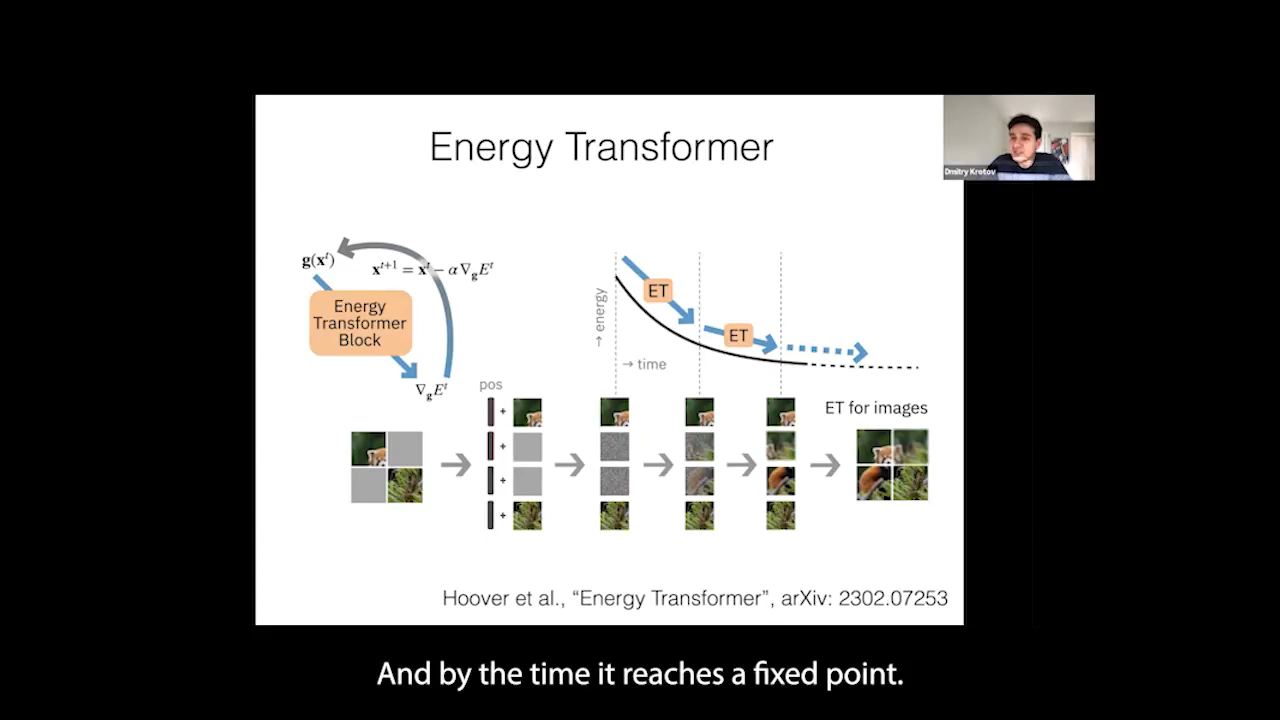 Energy Transformer
Dmitry Krotov
g(xᵗ)
xᵗ⁺¹ = xᵗ − α∇gEᵗ
Energy
Transformer
Block
∇gEᵗ
→ energy
→ time
ET
ET
pos
+
+
+
+
ET for images
Hoover et al., “Energy Transformer”, arXiv: 2302.07253
And by the time it reaches a fixed point.